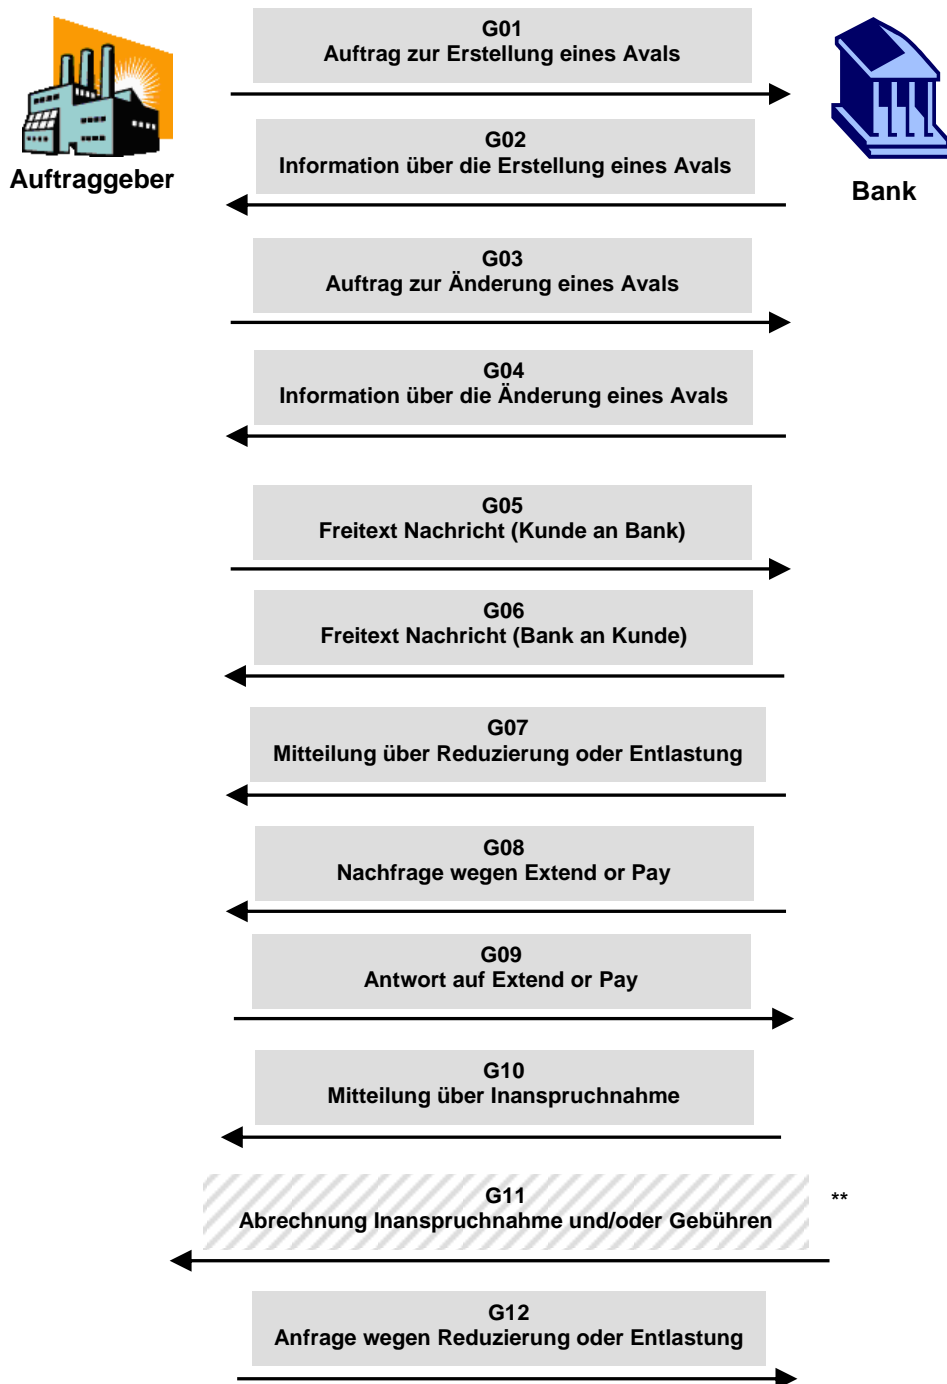 G01
Auftrag zur Erstellung eines Avals
G02
Information über die Erstellung eines Avals
Auftraggeber
Bank
G03
Auftrag zur Änderung eines Avals
G04
Information über die Änderung eines Avals
G05
Freitext Nachricht (Kunde an Bank)
G06
Freitext Nachricht (Bank an Kunde)
G07
Mitteilung über Reduzierung oder Entlastung
G08
Nachfrage wegen Extend or Pay
G09
Antwort auf Extend or Pay
G10
Mitteilung über Inanspruchnahme
G11
Abrechnung Inanspruchnahme und/oder Gebühren
**
G12
Anfrage wegen Reduzierung oder Entlastung